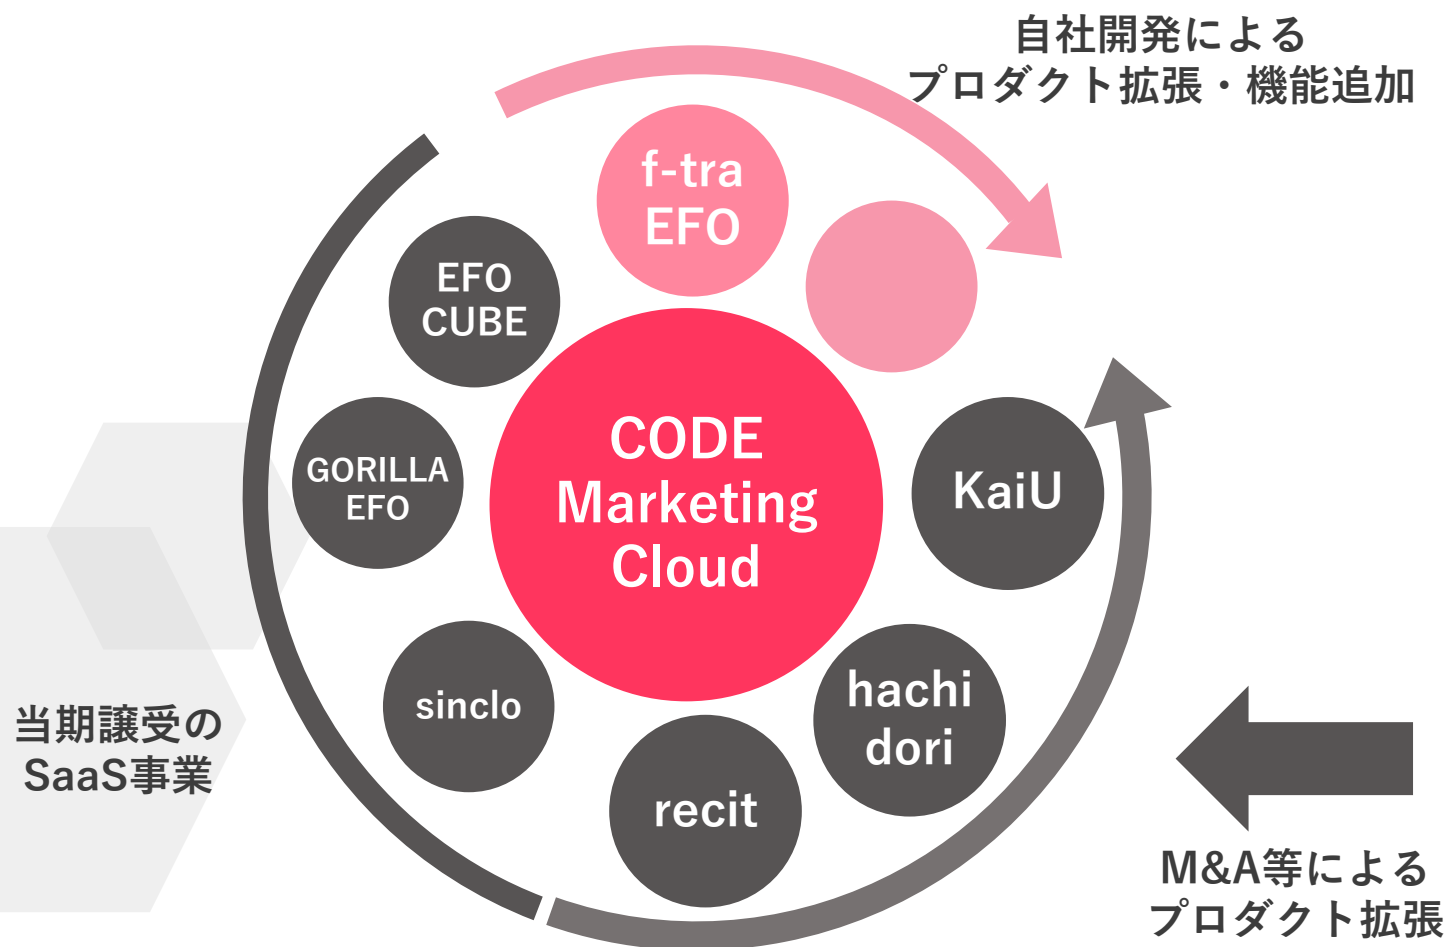 自社開発による
プロダクト拡張・機能追加
f-tra
EFO
EFO
CUBE
GORILLA
EFO
CODE
Marketing
Cloud
KaiU
sinclo
hachi
dori
recit
当期譲受の
SaaS事業
M&A等による
プロダクト拡張